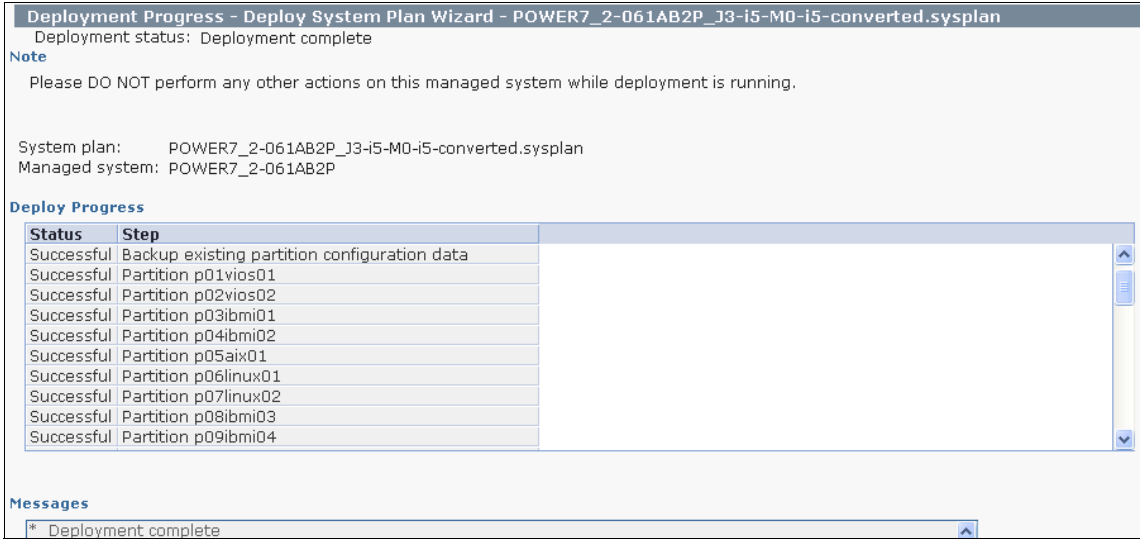 Deployment Progress - Deploy System Plan Wizard - POWER7_2-061AB2P_J3-i5-M0-i5-converted.sysplan
Deployment status: Deployment complete
Note
Please DO NOT perform any other actions on this managed system while deployment is running.
System plan: POWER7_2-061AB2P_J3-i5-M0-i5-converted.sysplan
Managed system: POWER7_2-061AB2P
Deploy Progress
Status Step
Successful Backup existing partition configuration data
Successful Partition p01vios01
Successful Partition p02vios02
Successful Partition p03ibmi01
Successful Partition p04ibmi02
Successful Partition p05aix01
Successful Partition p06linux01
Successful Partition p07linux02
Successful Partition p08ibmi03
Successful Partition p09ibmi04
Messages
* Deployment complete